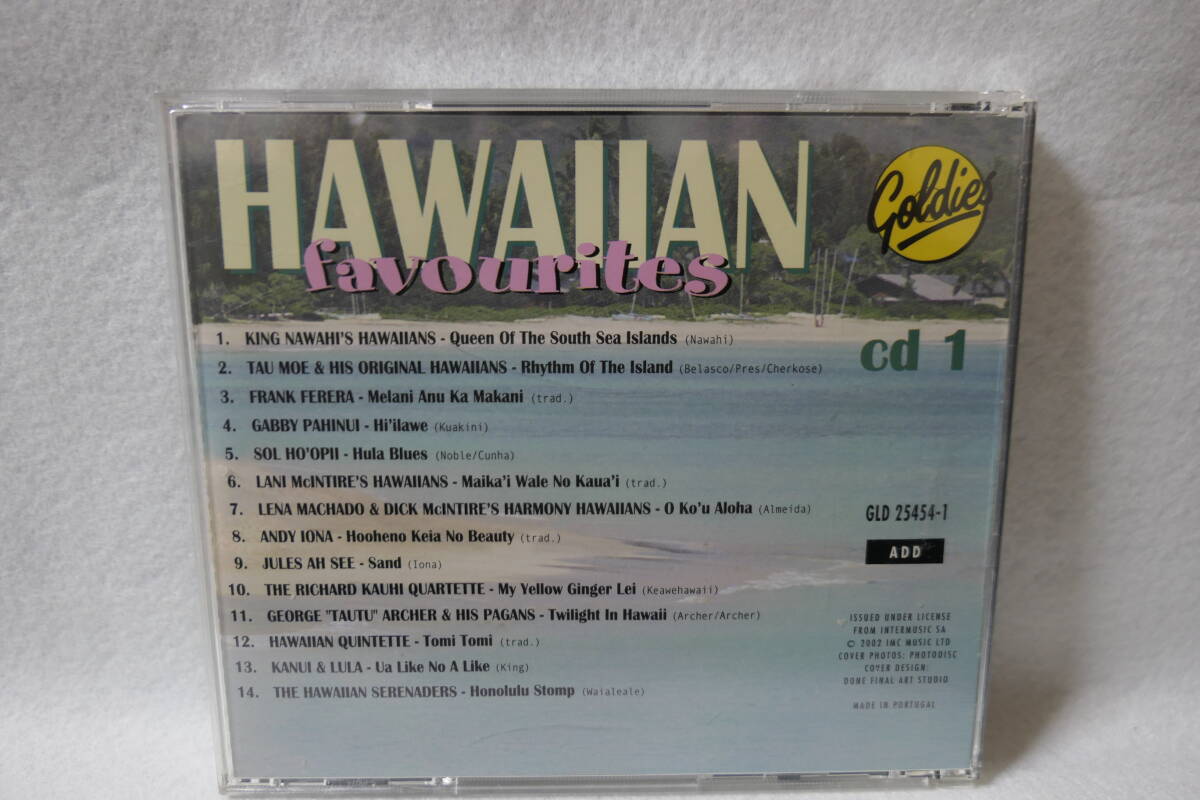 HAWAIIAN
favourites
Goldies
cd 1
1. KING NAWAHI'S HAWAIIANS - Queen Of The South Sea Islands (Nawahi)
2. TAU MOE & HIS ORIGINAL HAWAIIANS - Rhythm Of The Island (Belasco/Pres/Cherkose)
3. FRANK FERERA - Melani Anu Ka Makani (trad.)
4. GABBY PAHINUI - Hi'ilawe (Kuakini)
5. SOL HO'OPII - Hula Blues (Noble/Cunha)
6. LANI McINTIRE'S HAWAIIANS - Maika'i Wale No Kaua'i (trad.)
7. LENA MACHADO & DICK McINTIRE'S HARMONY HAWAIIANS - O Ko'u Aloha (Almeida)
8. ANDY IONA - Hooheno Keia No Beauty (trad.)
9. JULES AH SEE - Sand (Iona)
10. THE RICHARD KAUHI QUARTETTE - My Yellow Ginger Lei (Keawehawaii)
11. GEORGE "TAUTU" ARCHER & HIS PAGANS - Twilight In Hawaii (Archer/Archer)
12. HAWAIIAN QUINTETTE - Tomi Tomi (trad.)
13. KANUI & LULA - Ua Like No A Like (King)
14. THE HAWAIIAN SERENADERS - Honolulu Stomp (Waialeale)
GLD 25454-1
ADD
ISSUED UNDER LICENSE
FROM INTERMUSIC SA
© 2002 IMC MUSIC LTD
COVER PHOTOS: PHOTODISC
COVER DESIGN:
DONE FINAL ART STUDIO
MADE IN PORTUGAL